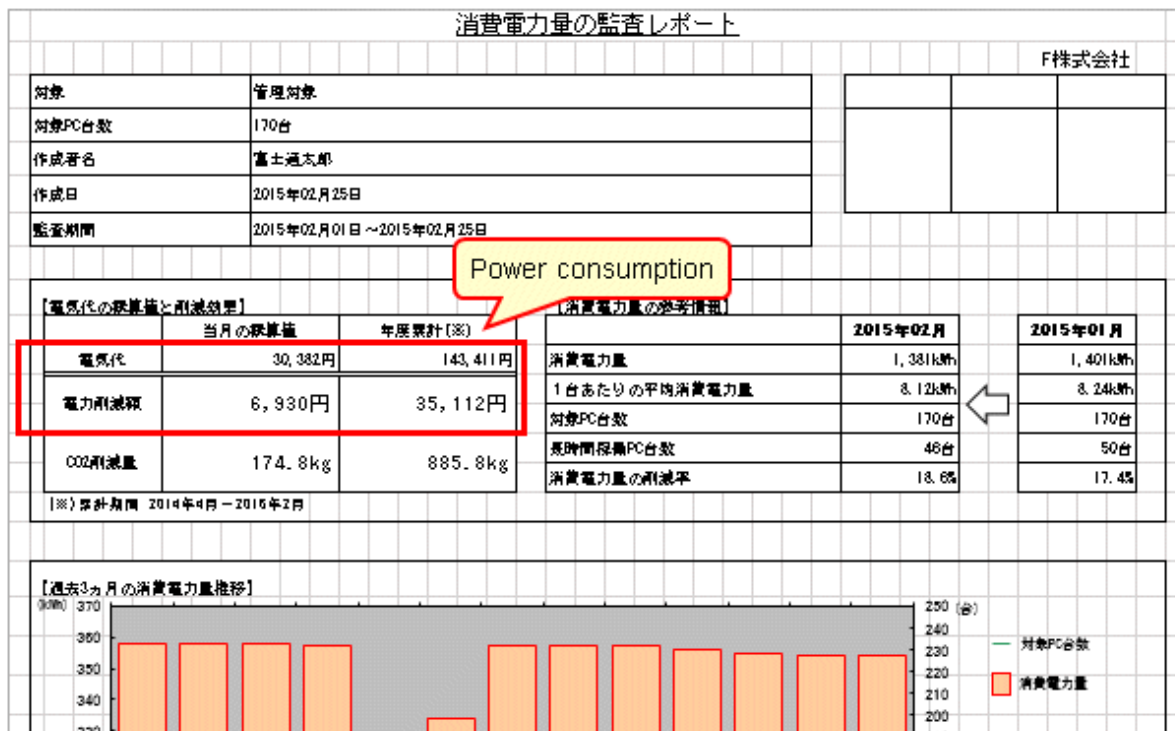 消費電力量の監査レポート
F株式会社
対象 管理対象
対象PC台数 170台
作成者名 富士通太郎
作成日 2015年02月25日
監査期間 2015年02月01日～2015年02月25日
Power consumption
【電気代の概算値と削減効果】
当月の概算値 年度累計(※)
電気代 30,382円 143,411円
電力削減額 6,930円 35,112円
CO2削減量 174.8kg 885.8kg
(※)累計期間 2014年4月－2015年2月
【消費電力量の参考情報】
2015年02月 2015年01月
消費電力量 1,381kWh 1,401kWh
1台あたりの平均消費電力量 8.12kWh 8.24kWh
対象PC台数 170台 170台
長時間稼働PC台数 46台 50台
消費電力量の削減率 18.6% 17.4%
【過去3ヵ月の消費電力量推移】
(kWh) 370
360
350
340
250 (台)
240
230
220
210
200
対象PC台数
消費電力量